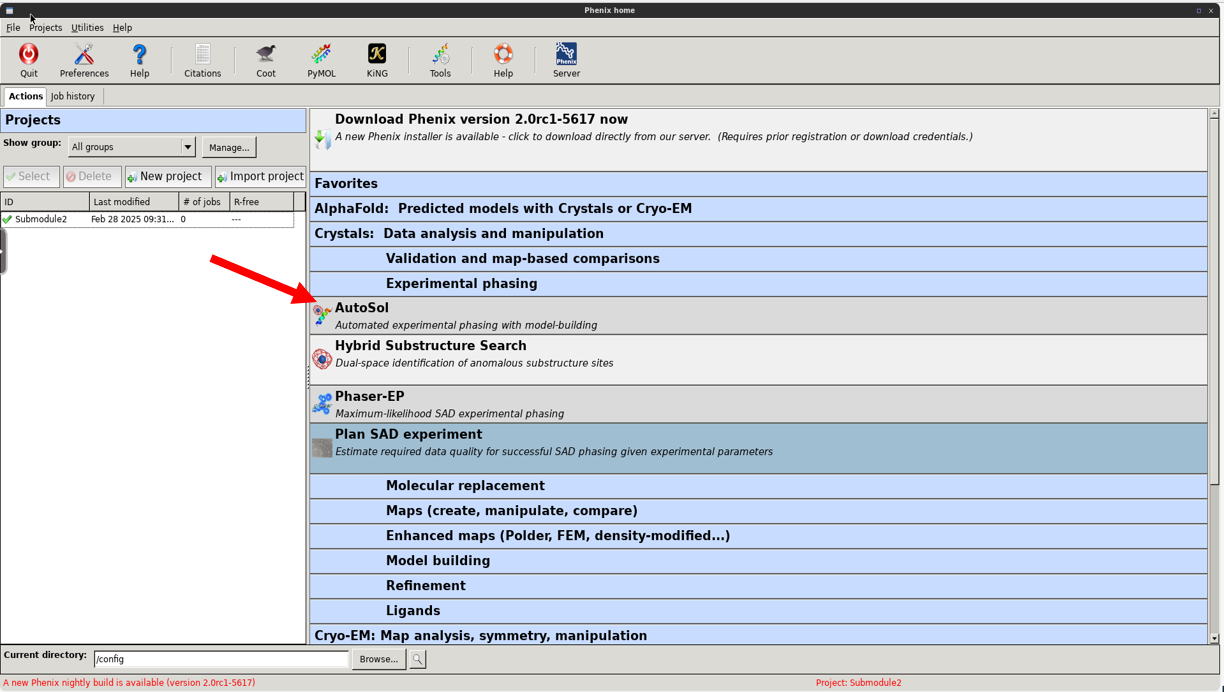 Phenix home
File Projects Utilities Help
Quit Preferences Help Citations Coot PyMOL KiNG Tools Help Phenix Server
Actions Job history
Projects
Show group: All groups Manage...
Select Delete New project Import project
ID Last modified # of jobs R-free
Submodule2 Feb 28 2025 09:31... 0 ---
Download Phenix version 2.0rc1-5617 now
A new Phenix installer is available - click to download directly from our server. (Requires prior registration or download credentials.)
Favorites
AlphaFold: Predicted models with Crystals or Cryo-EM
Crystals: Data analysis and manipulation
Validation and map-based comparisons
Experimental phasing
AutoSol
Automated experimental phasing with model-building
Hybrid Substructure Search
Dual-space identification of anomalous substructure sites
Phaser-EP
Maximum-likelihood SAD experimental phasing
Plan SAD experiment
Estimate required data quality for successful SAD phasing given experimental parameters
Molecular replacement
Maps (create, manipulate, compare)
Enhanced maps (Polder, FEM, density-modified...)
Model building
Refinement
Ligands
Cryo-EM: Map analysis, symmetry, manipulation
Current directory: /config Browse...
A new Phenix nightly build is available (version 2.0rc1-5617) Project: Submodule2